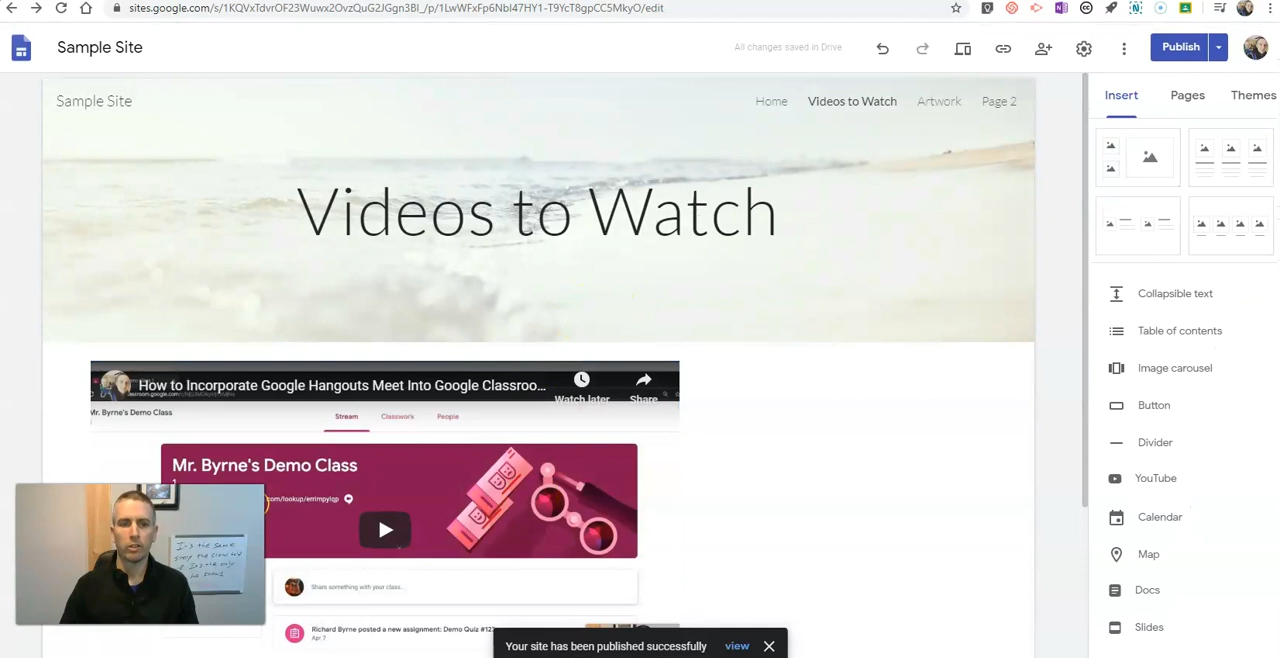 sites.google.com/s/1KQVxTdvrOF23Wuwx2OvzQuG2JGgn3BI_/p/1LwWFxFp6NbI47HY1-T9YcT8gpCC5MkyO/edit
Sample Site
All changes saved in Drive
Publish
Sample Site
Home
Videos to Watch
Artwork
Page 2
Insert
Pages
Themes
Videos to Watch
Collapsible text
Table of contents
Image carousel
Button
Divider
YouTube
Calendar
Map
Docs
Slides
How to Incorporate Google Hangouts Meet Into Google Classroo...
Watch later
Share
Mr. Byrne's Demo Class
Stream
Classwork
People
Mr. Byrne's Demo Class
Share something with your class...
Richard Byrne posted a new assignment: Demo Quiz #12
Apr 7
Your site has been published successfully
view